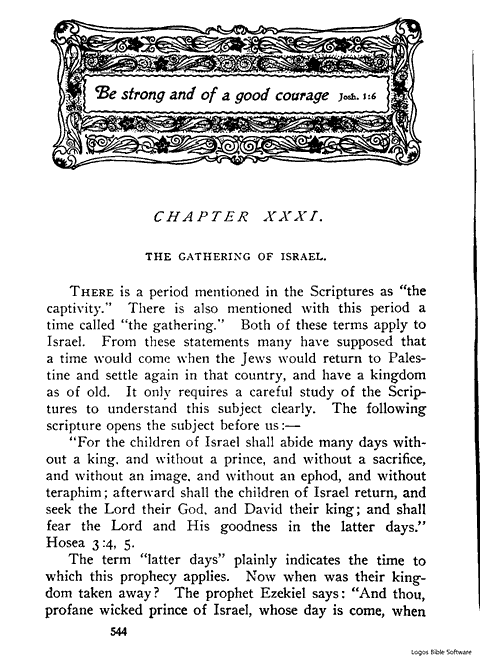 Be strong and of a good courage Josh. 1:6
CHAPTER XXXI.
THE GATHERING OF ISRAEL.
THERE is a period mentioned in the Scriptures as "the
captivity." There is also mentioned with this period a
time called "the gathering." Both of these terms apply to
Israel. From these statements many have supposed that
a time would come when the Jews would return to Pales-
tine and settle again in that country, and have a kingdom
as of old. It only requires a careful study of the Scrip-
tures to understand this subject clearly. The following
scripture opens the subject before us:—
"For the children of Israel shall abide many days with-
out a king, and without a prince, and without a sacrifice,
and without an image, and without an ephod, and without
teraphim; afterward shall the children of Israel return, and
seek the Lord their God, and David their king; and shall
fear the Lord and His goodness in the latter days."
Hosea 3:4, 5.
The term "latter days" plainly indicates the time to
which this prophecy applies. Now when was their king-
dom taken away? The prophet Ezekiel says: "And thou,
profane wicked prince of Israel, whose day is come, when
544
Logos Bible Software